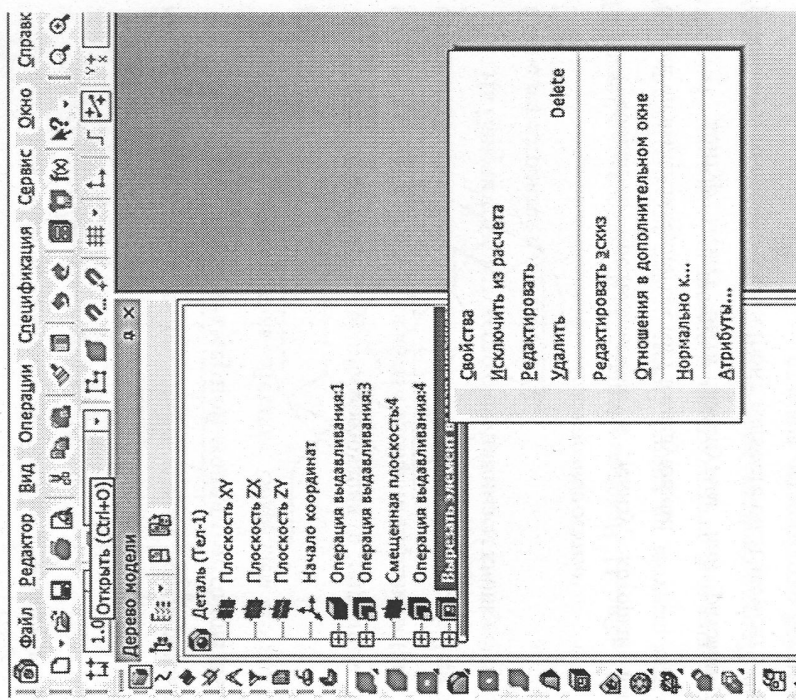 Файл Редактор Вид Операции Спецификация Сервис Окно Справк
f(x)
1.0
Открыть (Ctrl+O)
Дерево модели
Деталь (Тел-1)
Плоскость XY
Плоскость ZX
Плоскость ZY
Начало координат
Операция выдавливания:1
Операция выдавливания:3
Смещенная плоскость:4
Операция выдавливания:4
Вырезать элемент
Свойства
Исключить из расчета
Редактировать
Удалить Delete
Редактировать эскиз
Отношения в дополнительном окне
Нормально к...
Атрибуты...